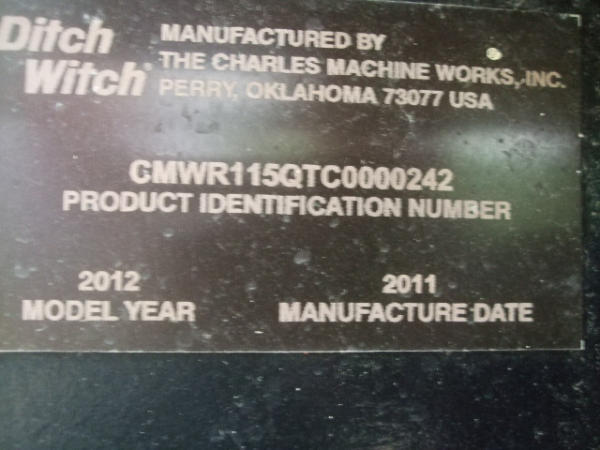 Ditch Witch®
MANUFACTURED BY
THE CHARLES MACHINE WORKS, INC.
PERRY, OKLAHOMA 73077 USA
CMWR115QTC0000242
PRODUCT IDENTIFICATION NUMBER
2012
MODEL YEAR
2011
MANUFACTURE DATE